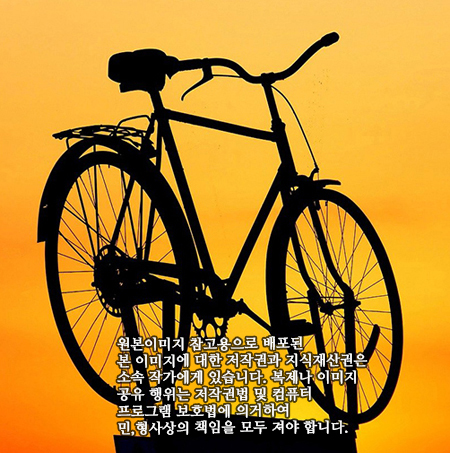 원본이미지 참고용으로 배포된
본 이미지에 대한 저작권과 지식재산권은
소속 작가에게 있습니다. 복제나 이미지
공유 행위는 저작권법 및 컴퓨터
프로그램 보호법에 의거하여
민,형사상의 책임을 모두 져야 합니다.